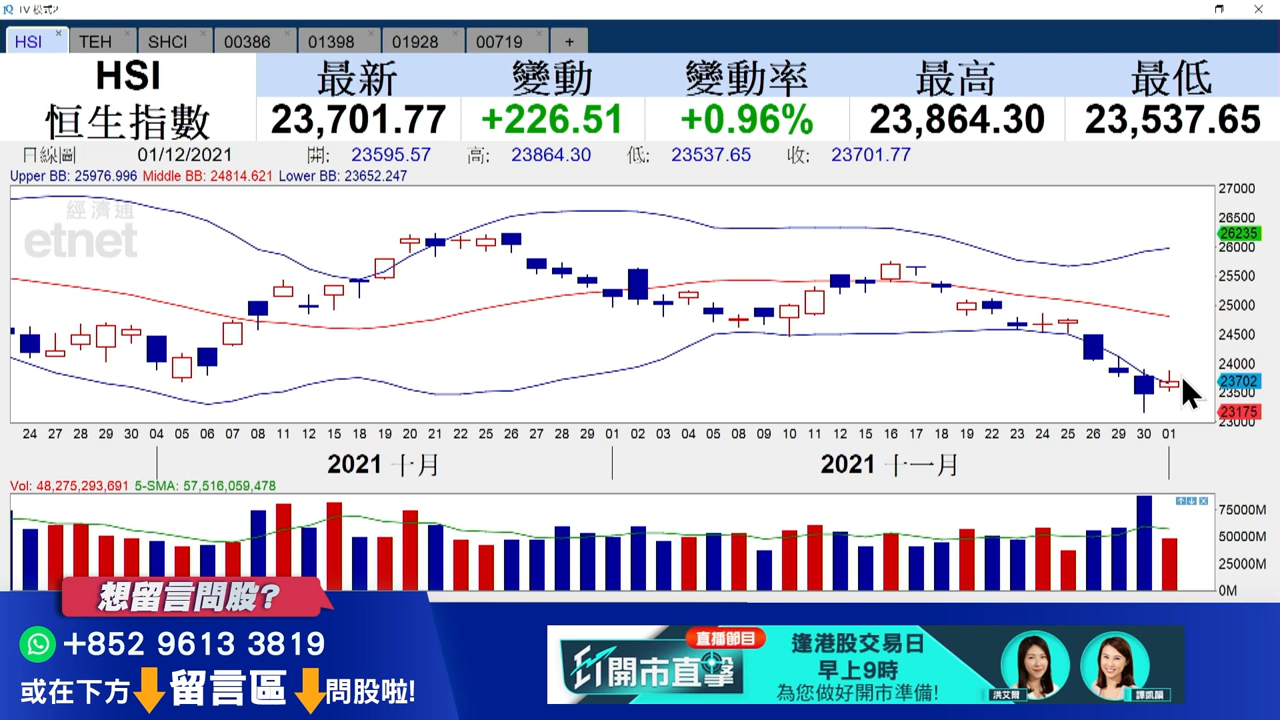 TV 模式2
HSI TEH SHCI 00386 01398 01928 00719 +
HSI 最新 變動 變動率 最高 最低
恒生指數 23,701.77 +226.51 +0.96% 23,864.30 23,537.65
日線圖 01/12/2021 開: 23595.57 高: 23864.30 低: 23537.65 收: 23701.77
Upper BB: 25976.996 Middle BB: 24814.621 Lower BB: 23652.247
經濟通
etnet
27000
26500
26235
26000
25500
25000
24500
24000
23702
23500
23175
23000
24 27 28 29 30 04 05 06 07 08 11 12 15 18 19 20 21 22 25 26 27 28 29 01 02 03 04 05 08 09 10 11 12 15 16 17 18 19 22 23 24 25 26 29 30 01
2021 十月 2021 十一月
Vol: 48,275,293,691 5-SMA: 57,516,059,478
75000M
50000M
25000M
0M
想留言問股?
+852 9613 3819
或在下方 留言區 問股啦!
直播節目
ET開市直擊
逢港股交易日
早上9時
為您做好開市準備!
洪文爾 譚凱韻